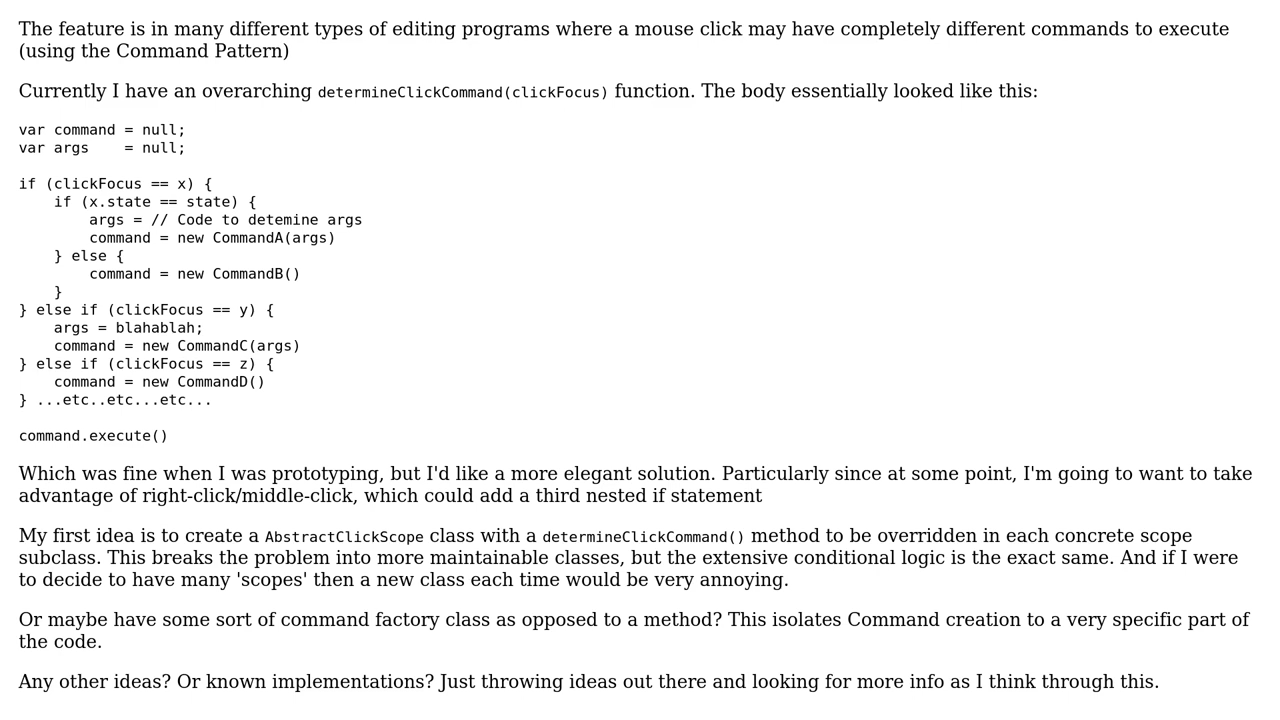 The feature is in many different types of editing programs where a mouse click may have completely different commands to execute
(using the Command Pattern)
Currently I have an overarching determineClickCommand(clickFocus) function. The body essentially looked like this:
var command = null;
var args    = null;
if (clickFocus == x) {
    if (x.state == state) {
        args = // Code to detemine args
        command = new CommandA(args)
    } else {
        command = new CommandB()
    }
} else if (clickFocus == y) {
    args = blahablah;
    command = new CommandC(args)
} else if (clickFocus == z) {
    command = new CommandD()
} ...etc..etc...etc...
command.execute()
Which was fine when I was prototyping, but I'd like a more elegant solution. Particularly since at some point, I'm going to want to take
advantage of right-click/middle-click, which could add a third nested if statement
My first idea is to create a AbstractClickScope class with a determineClickCommand() method to be overridden in each concrete scope
subclass. This breaks the problem into more maintainable classes, but the extensive conditional logic is the exact same. And if I were
to decide to have many 'scopes' then a new class each time would be very annoying.
Or maybe have some sort of command factory class as opposed to a method? This isolates Command creation to a very specific part of
the code.
Any other ideas? Or known implementations? Just throwing ideas out there and looking for more info as I think through this.